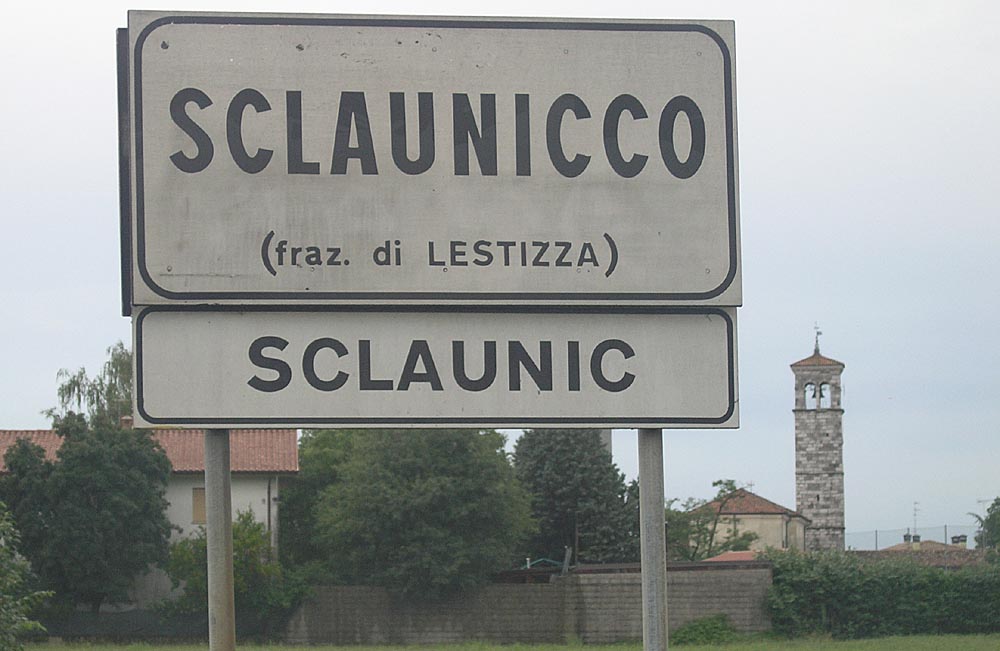 SCLAUNICCO
(fraz. di LESTIZZA)
SCLAUNIC